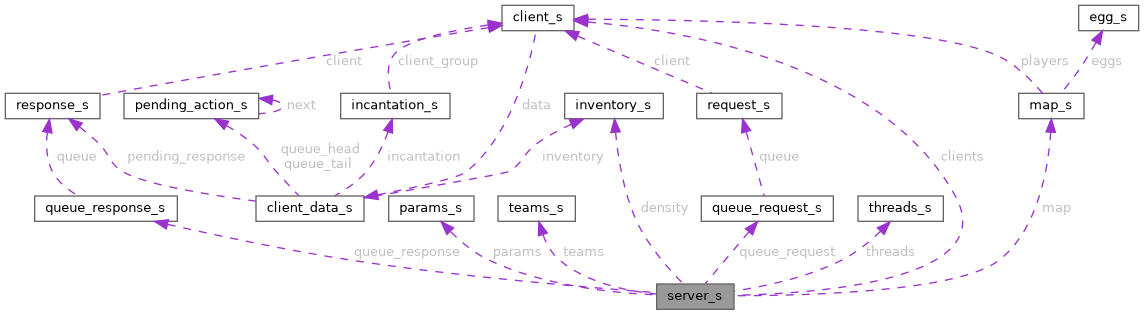 client_s
egg_s
client
client_group
client
players
eggs
response_s
pending_action_s
next
incantation_s
data
inventory_s
request_s
map_s
queue
pending_response
queue_head
queue_tail
incantation
inventory
queue
clients
queue_response_s
client_data_s
params_s
teams_s
density
queue_request_s
threads_s
map
queue_response
params
teams
queue_request
threads
server_s